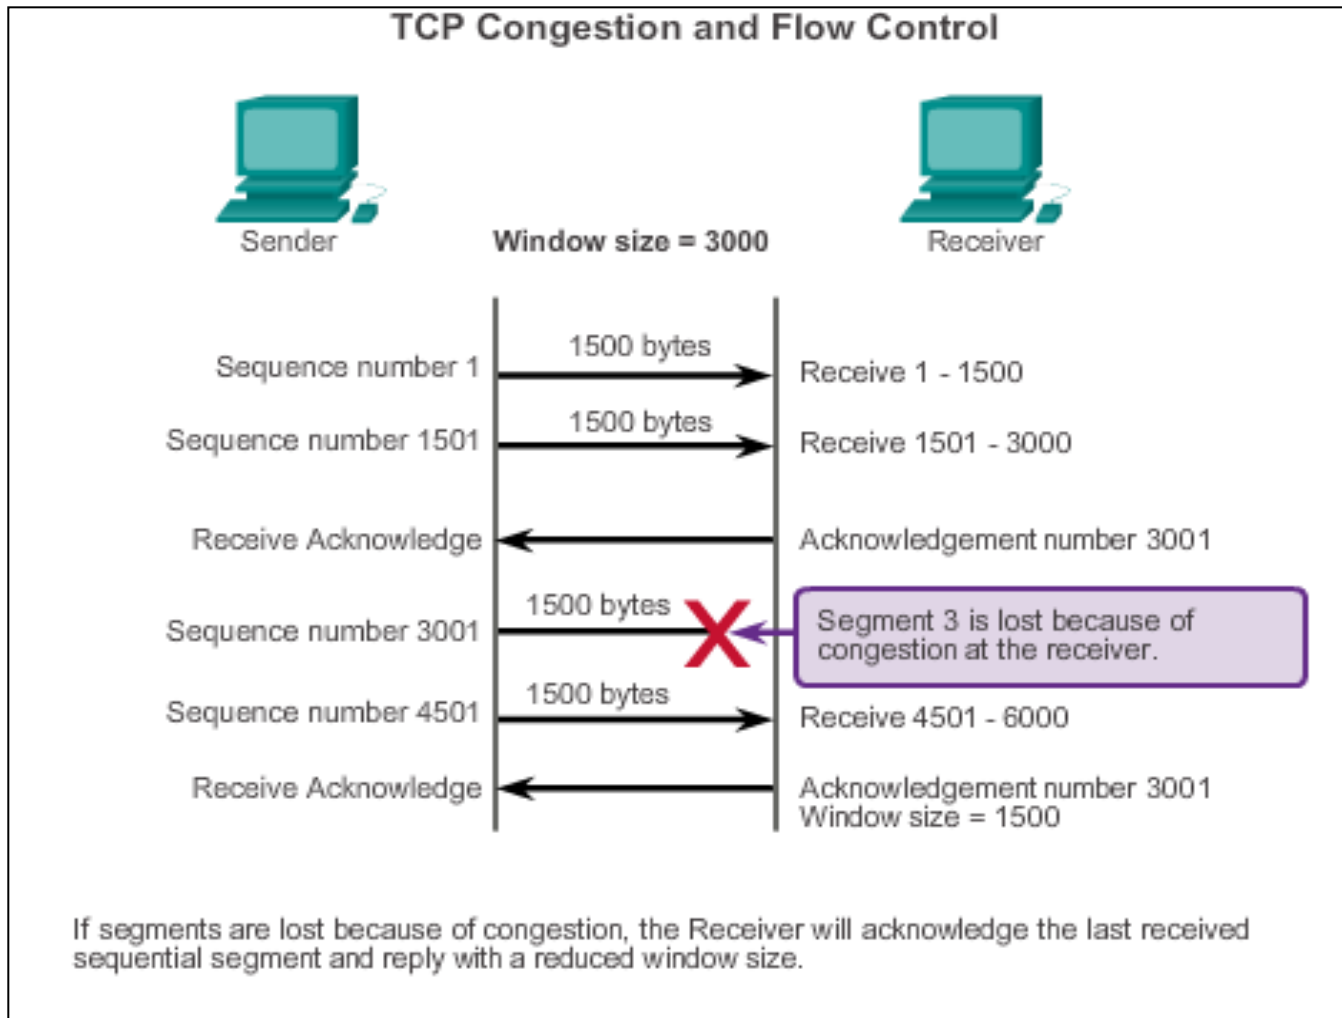 TCP Congestion and Flow Control
Sender
Window size = 3000
Receiver
Sequence number 1
1500 bytes
Receive 1 - 1500
Sequence number 1501
1500 bytes
Receive 1501 - 3000
Receive Acknowledge
Acknowledgement number 3001
Sequence number 3001
1500 bytes
Segment 3 is lost because of
congestion at the receiver.
Sequence number 4501
1500 bytes
Receive 4501 - 6000
Receive Acknowledge
Acknowledgement number 3001
Window size = 1500
If segments are lost because of congestion, the Receiver will acknowledge the last received
sequential segment and reply with a reduced window size.